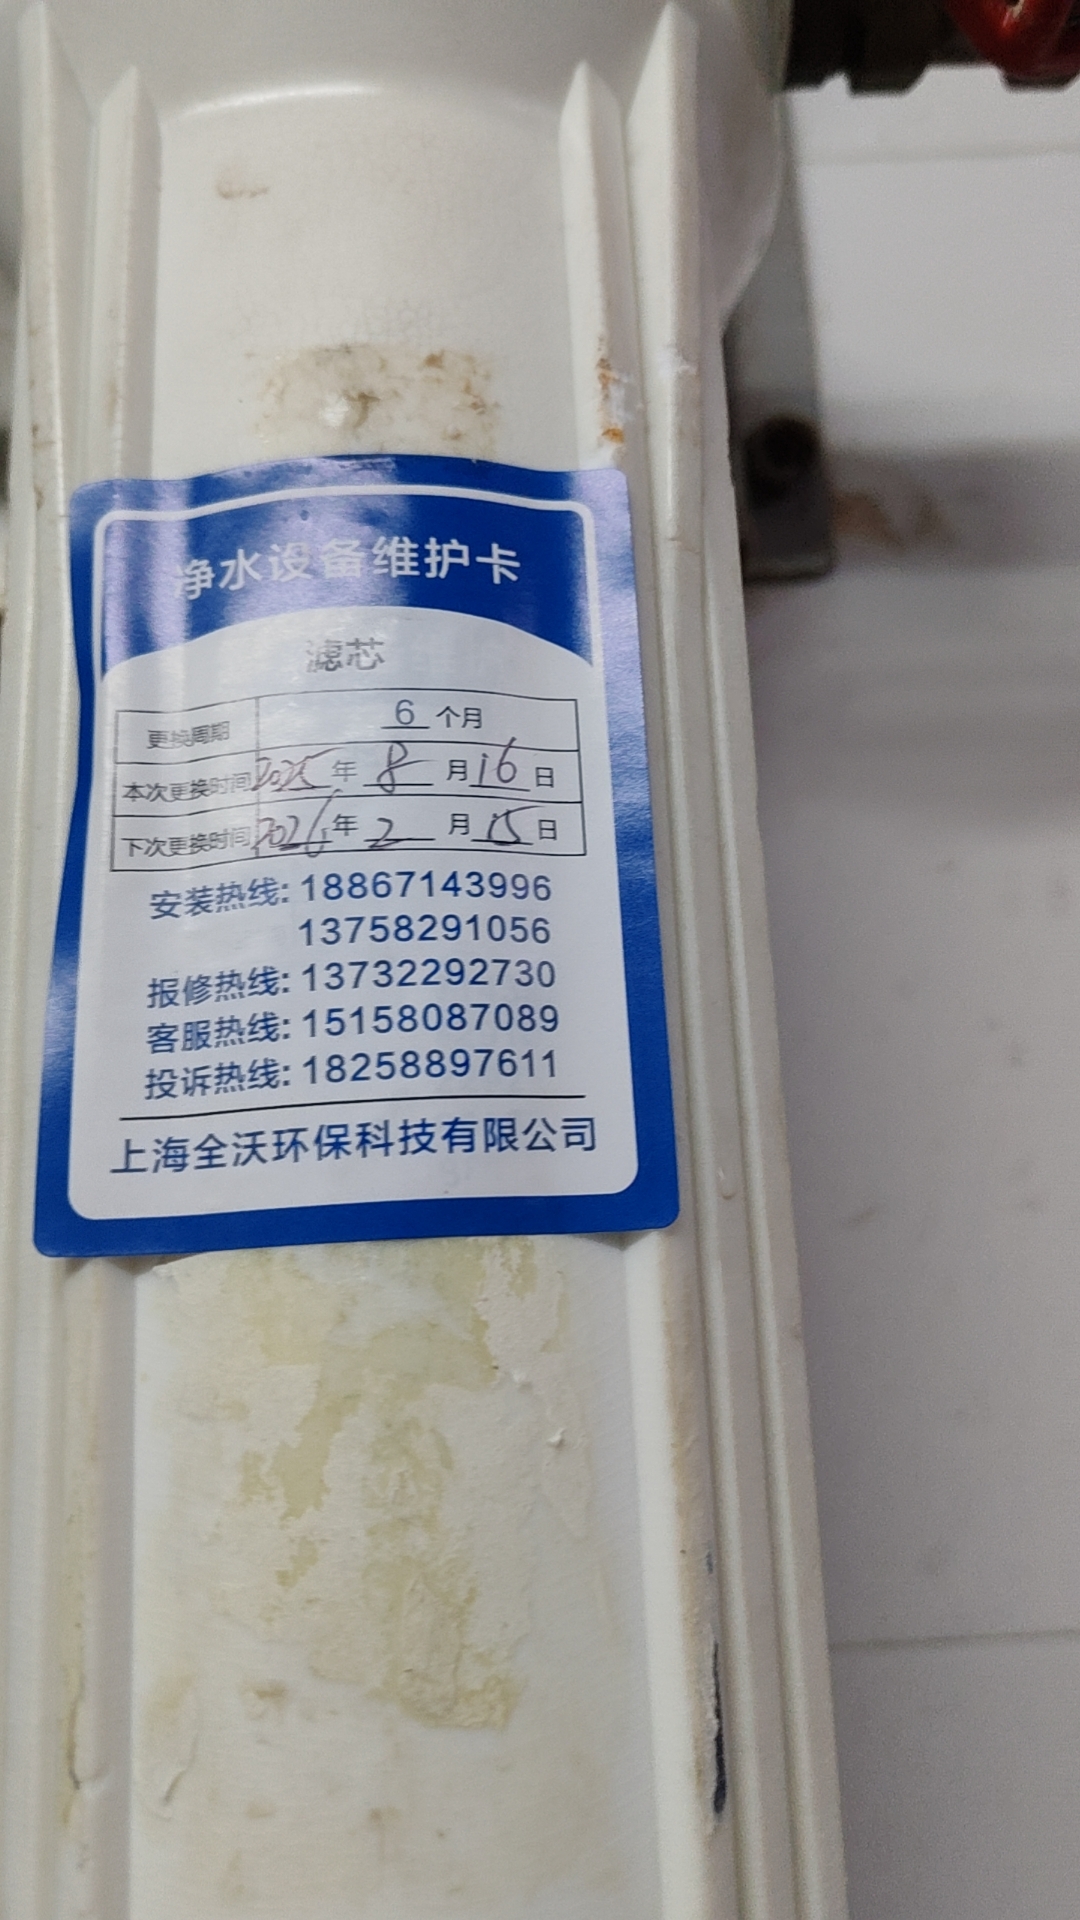 净水设备维护卡
滤芯
更换周期 6 个月
本次更换时间 2025 年 8 月 16 日
下次更换时间 2026 年 2 月 15 日
安装热线: 18867143996
13758291056
报修热线: 13732292730
客服热线: 15158087089
投诉热线: 18258897611
上海全沃环保科技有限公司